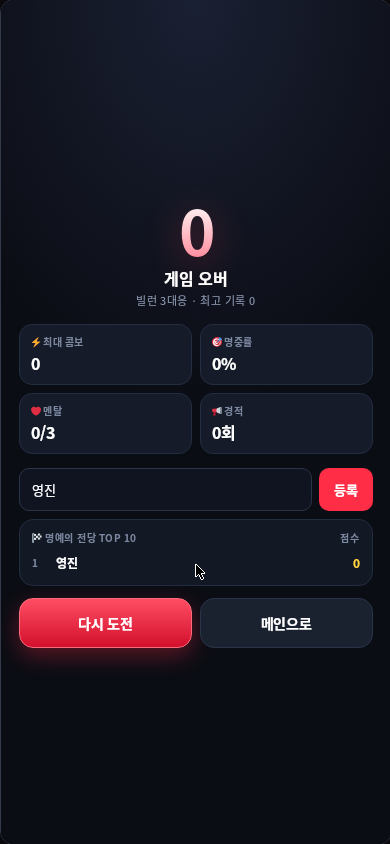 0
게임 오버
빌런 3대응 · 최고 기록 0
⚡최대 콤보
🎯명중률
0
0%
❤️멘탈
📢경적
0/3
0회
영진
등록
🏁 명예의 전당 TOP 10 점수
1 영진 0
다시 도전
메인으로